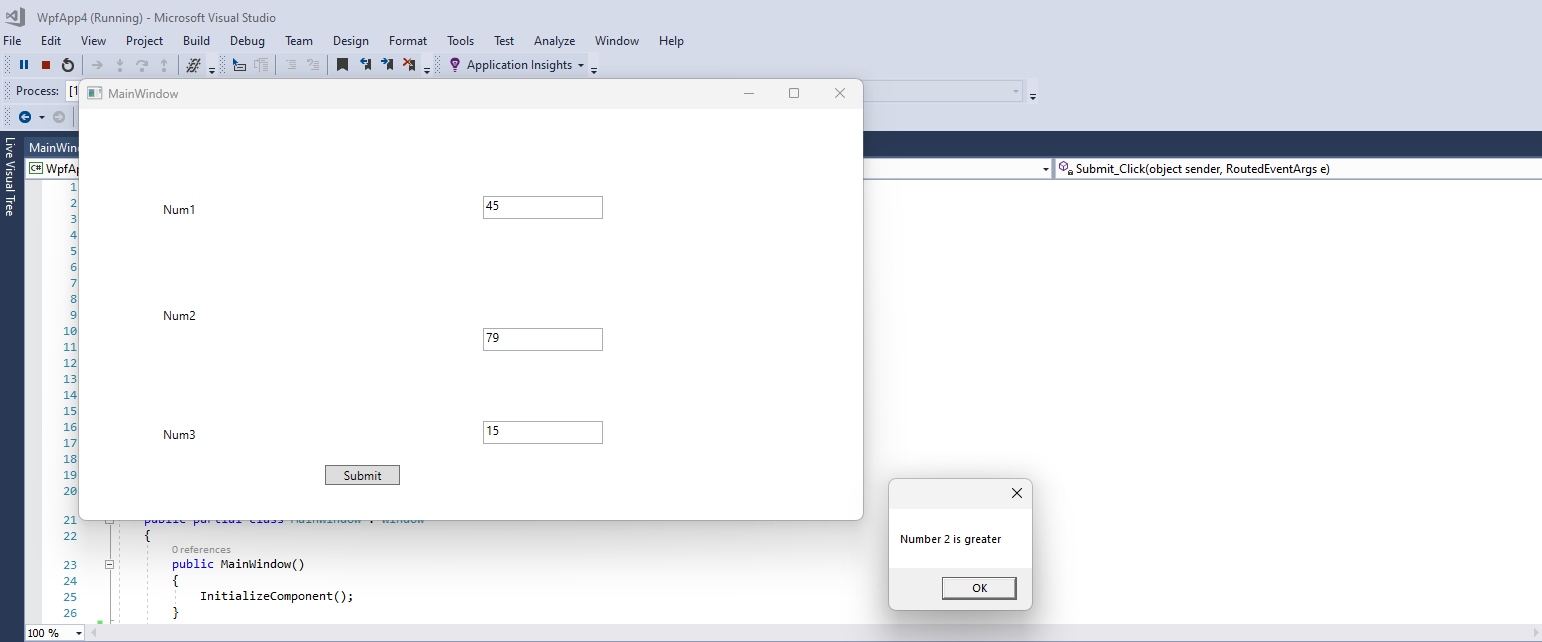 WpfApp4 (Running) - Microsoft Visual Studio
File Edit View Project Build Debug Team Design Format Tools Test Analyze Window Help
Application Insights
Process: [1
MainWindow
Live Visual Tree
MainWin
C# WpfAp
Submit_Click(object sender, RoutedEventArgs e)
1
2
3
4
5
6
7
8
9
10
11
12
13
14
15
16
17
18
19
20
Num1 45
Num2
79
Num3 15
Submit
Number 2 is greater
OK
21 public partial class MainWindow : Window
22 {
0 references
23 public MainWindow()
24 {
25 InitializeComponent();
26 }
100 %